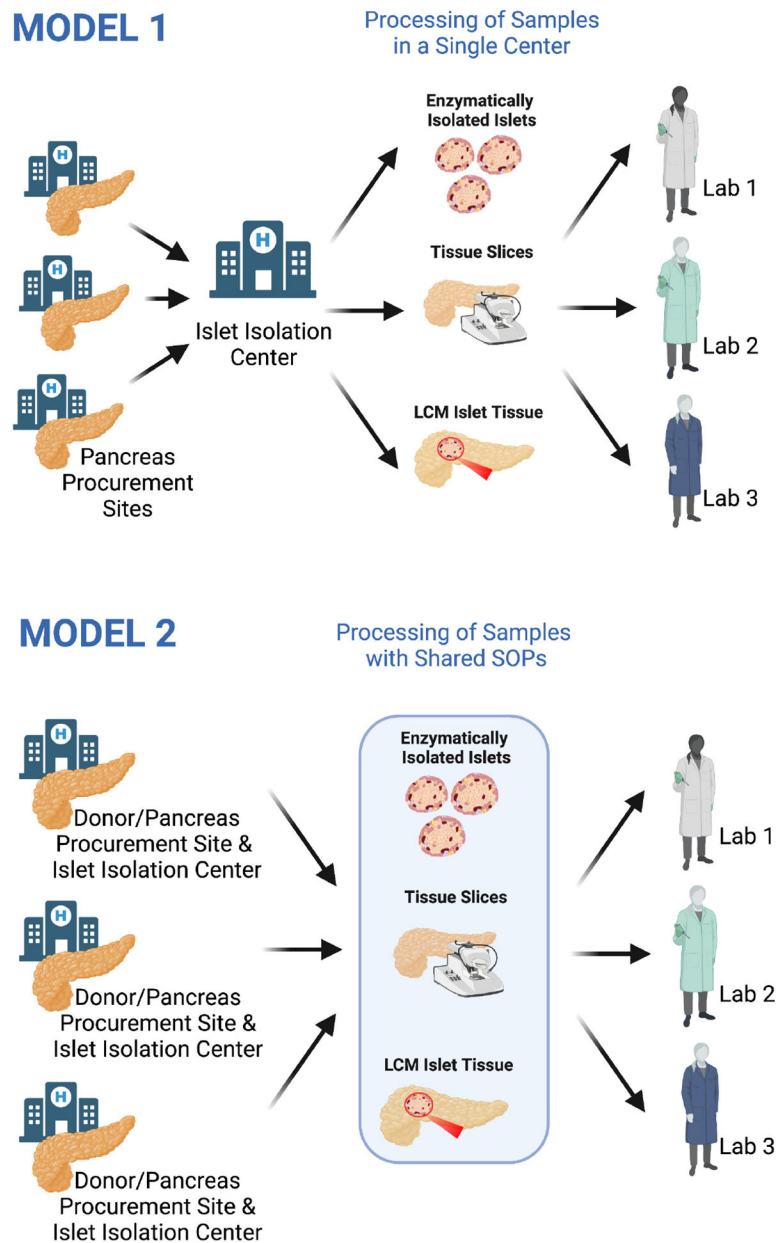 MODEL 1
Processing of Samples
in a Single Center
H
H
H
Pancreas
Procurement
Sites
H
Islet Isolation
Center
Enzymatically
Isolated Islets
Tissue Slices
LCM Islet Tissue
Lab 1
Lab 2
Lab 3
MODEL 2
Processing of Samples
with Shared SOPs
H
Donor/Pancreas
Procurement Site &
Islet Isolation Center
H
Donor/Pancreas
Procurement Site &
Islet Isolation Center
H
Donor/Pancreas
Procurement Site &
Islet Isolation Center
Enzymatically
Isolated Islets
Tissue Slices
LCM Islet Tissue
Lab 1
Lab 2
Lab 3